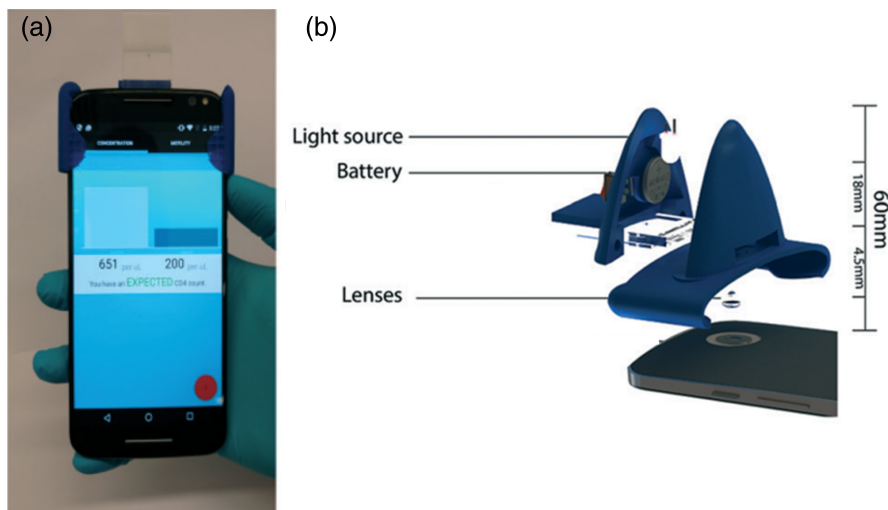 (a)
CONCENTRATION MOTILITY
651 per uL 200 per uL
You have an EXPECTED CD4 count.
(b)
Light source
Battery
Lenses
18mm
4.5mm
60mm